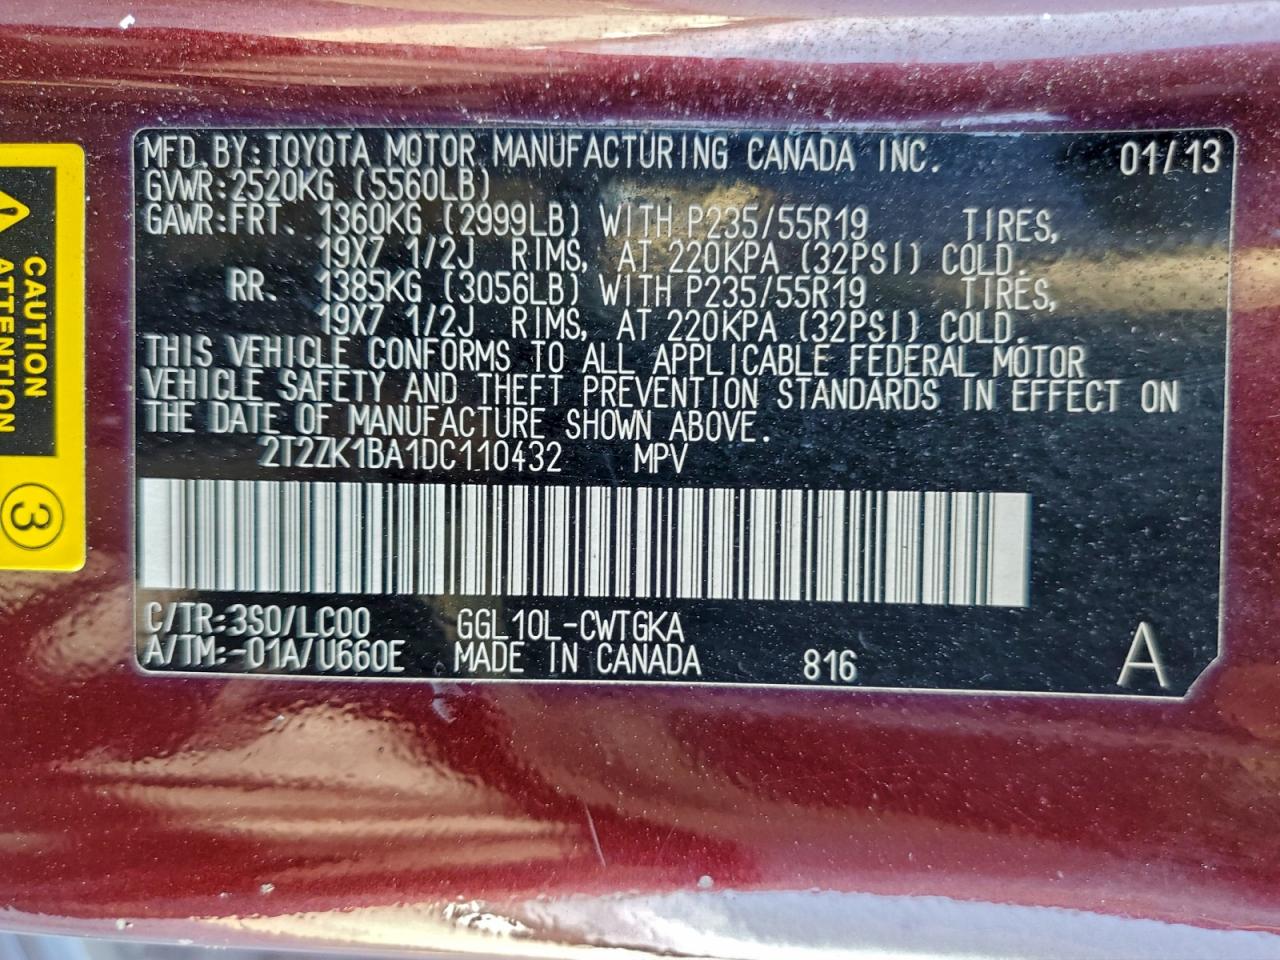 MFD.BY:TOYOTA MOTOR MANUFACTURING CANADA INC. 01/13
GVWR:2520KG (5560LB)
GAWR:FRT. 1360KG (2999LB) WITH P235/55R19 TIRES,
19X7 1/2J RIMS, AT 220KPA (32PSI) COLD.
RR. 1385KG (3056LB) WITH P235/55R19 TIRES,
19X7 1/2J RIMS, AT 220KPA (32PSI) COLD.
THIS VEHICLE CONFORMS TO ALL APPLICABLE FEDERAL MOTOR
VEHICLE SAFETY AND THEFT PREVENTION STANDARDS IN EFFECT ON
THE DATE OF MANUFACTURE SHOWN ABOVE.
2T2ZK1BA1DC110432 MPV
C/TR:3S0/LC00 GGL10L-CWTGKA
A/TM:-01A/U660E MADE IN CANADA 816 A
CAUTION
ATTENTION
3